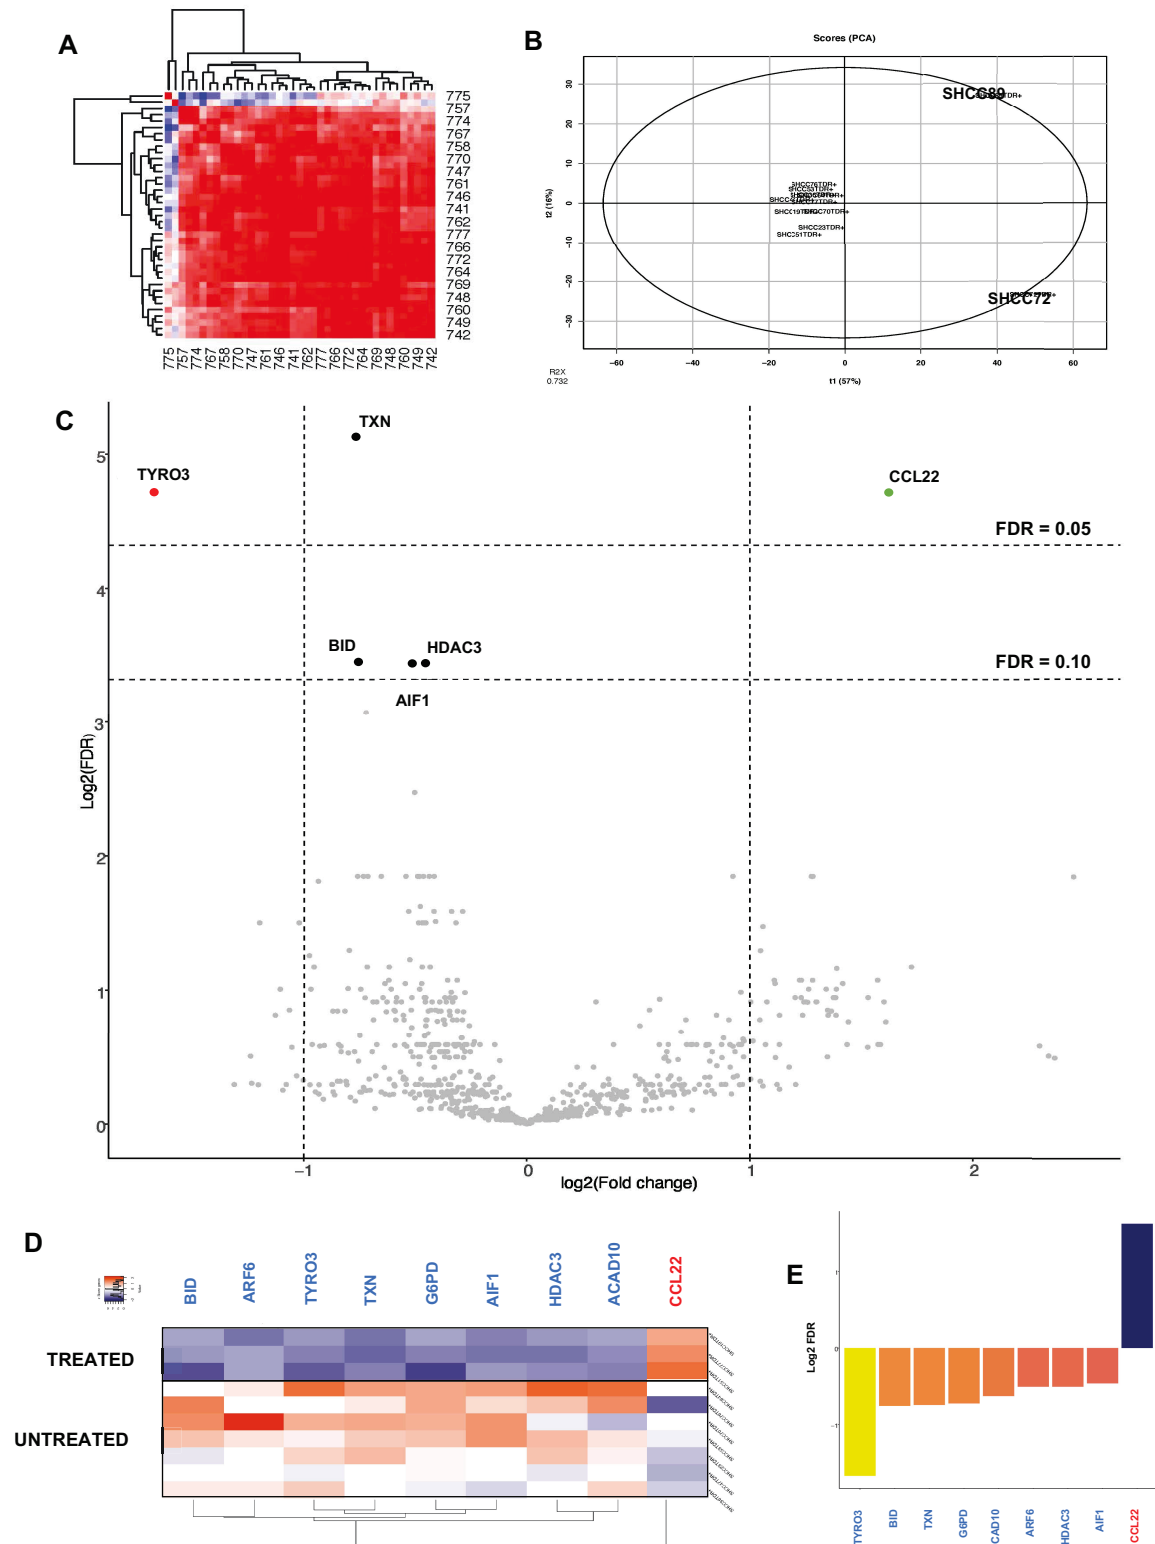 A
775
757
774
767
758
770
747
761
746
741
762
777
766
772
764
769
748
760
749
742
775
757
774
767
758
770
747
761
746
741
762
777
766
772
764
769
748
760
749
742
B
Scores (PCA)
t2 (16%)
30
20
10
0
−10
−20
−30
SHCC89
SHCC76TDR+
SHCC53TDR+
SHCC70TDR+
SHCC23TDR+
SHCC51TDR+
SHCC72
−60
−40
−20
0
20
40
60
R2X
0.732
t1 (57%)
C
TXN
TYRO3
CCL22
FDR = 0.05
BID
HDAC3
FDR = 0.10
AIF1
Log2(FDR)
5
4
3
2
1
0
−1
0
1
2
log2(Fold change)
D
BID
ARF6
TYRO3
TXN
G6PD
AIF1
HDAC3
ACAD10
CCL22
TREATED
UNTREATED
E
Log2 FDR
0
TYRO3
BID
TXN
G6PD
CAD10
ARF6
HDAC3
AIF1
CCL22